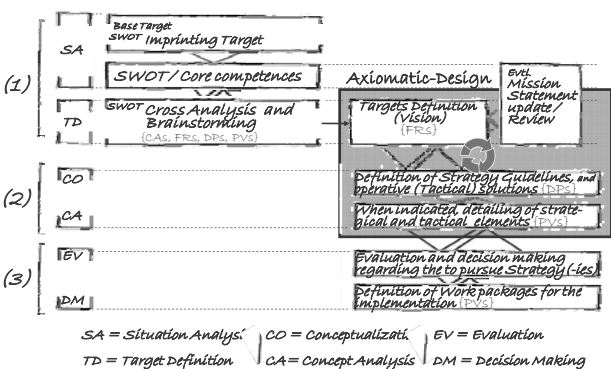 Base Target
SWOT Imprinting Target
SA
SWOT / Core competences
Axiomatic-Design
Evtl.
Mission
Statement
update /
Review
(1)
SWOT Cross Analysis and
Brainstorming
{CAs, FRs, DPs, PVs}
TD
Targets Definition
(Vision)
{FRs}
(2)
CO
Definition of Strategy Guidelines, and
operative (Tactical) solutions {DPs}
CA
When indicated, detailing of strate-
gical and tactical elements {PVs}
(3)
EV
Evaluation and decision making
regarding the to pursue Strategy (-ies)
DM
Definition of Work packages for the
implementation {PVs}
SA = Situation Analysis
CO = Conceptualizati
EV = Evaluation
TD = Target Definition
CA = Concept Analysis
DM = Decision Making